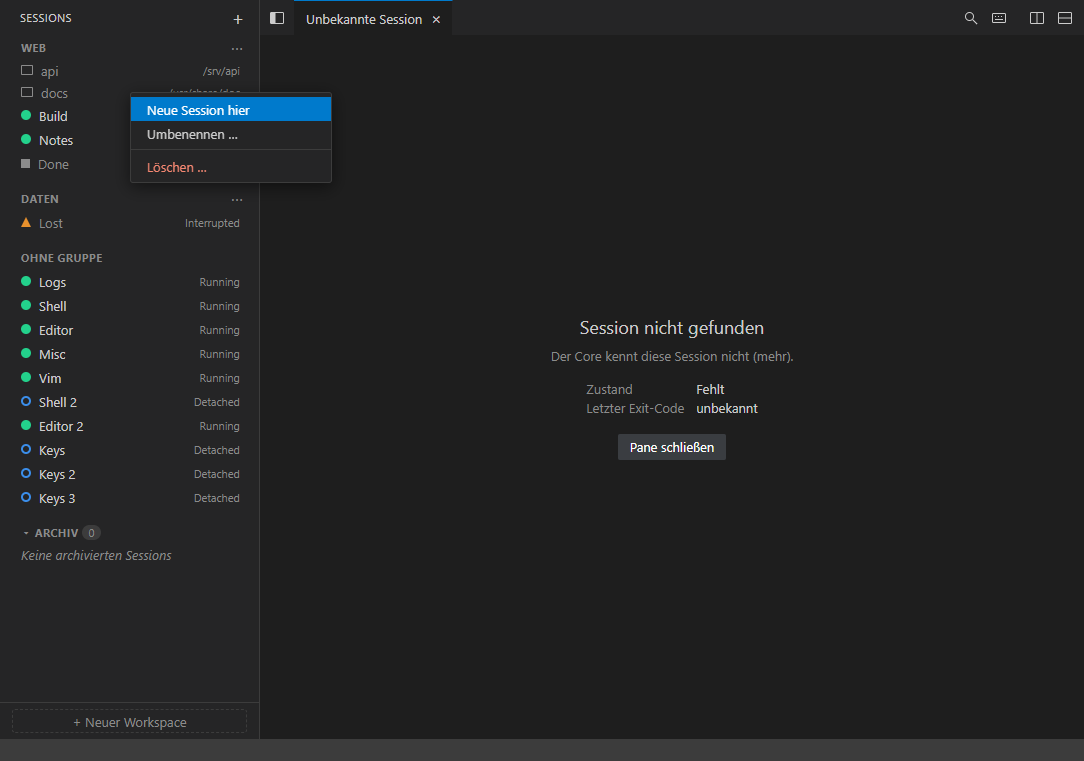 SESSIONS +
Unbekannte Session ×
WEB ...
api /srv/api
docs
Build
Notes
Done
Neue Session hier
Umbenennen ...
Löschen ...
DATEN ...
Lost Interrupted
OHNE GRUPPE
Logs Running
Shell Running
Editor Running
Misc Running
Vim Running
Shell 2 Detached
Editor 2 Running
Keys Detached
Keys 2 Detached
Keys 3 Detached
ARCHIV 0
Keine archivierten Sessions
+ Neuer Workspace
Session nicht gefunden
Der Core kennt diese Session nicht (mehr).
Zustand Fehlt
Letzter Exit-Code unbekannt
Pane schließen